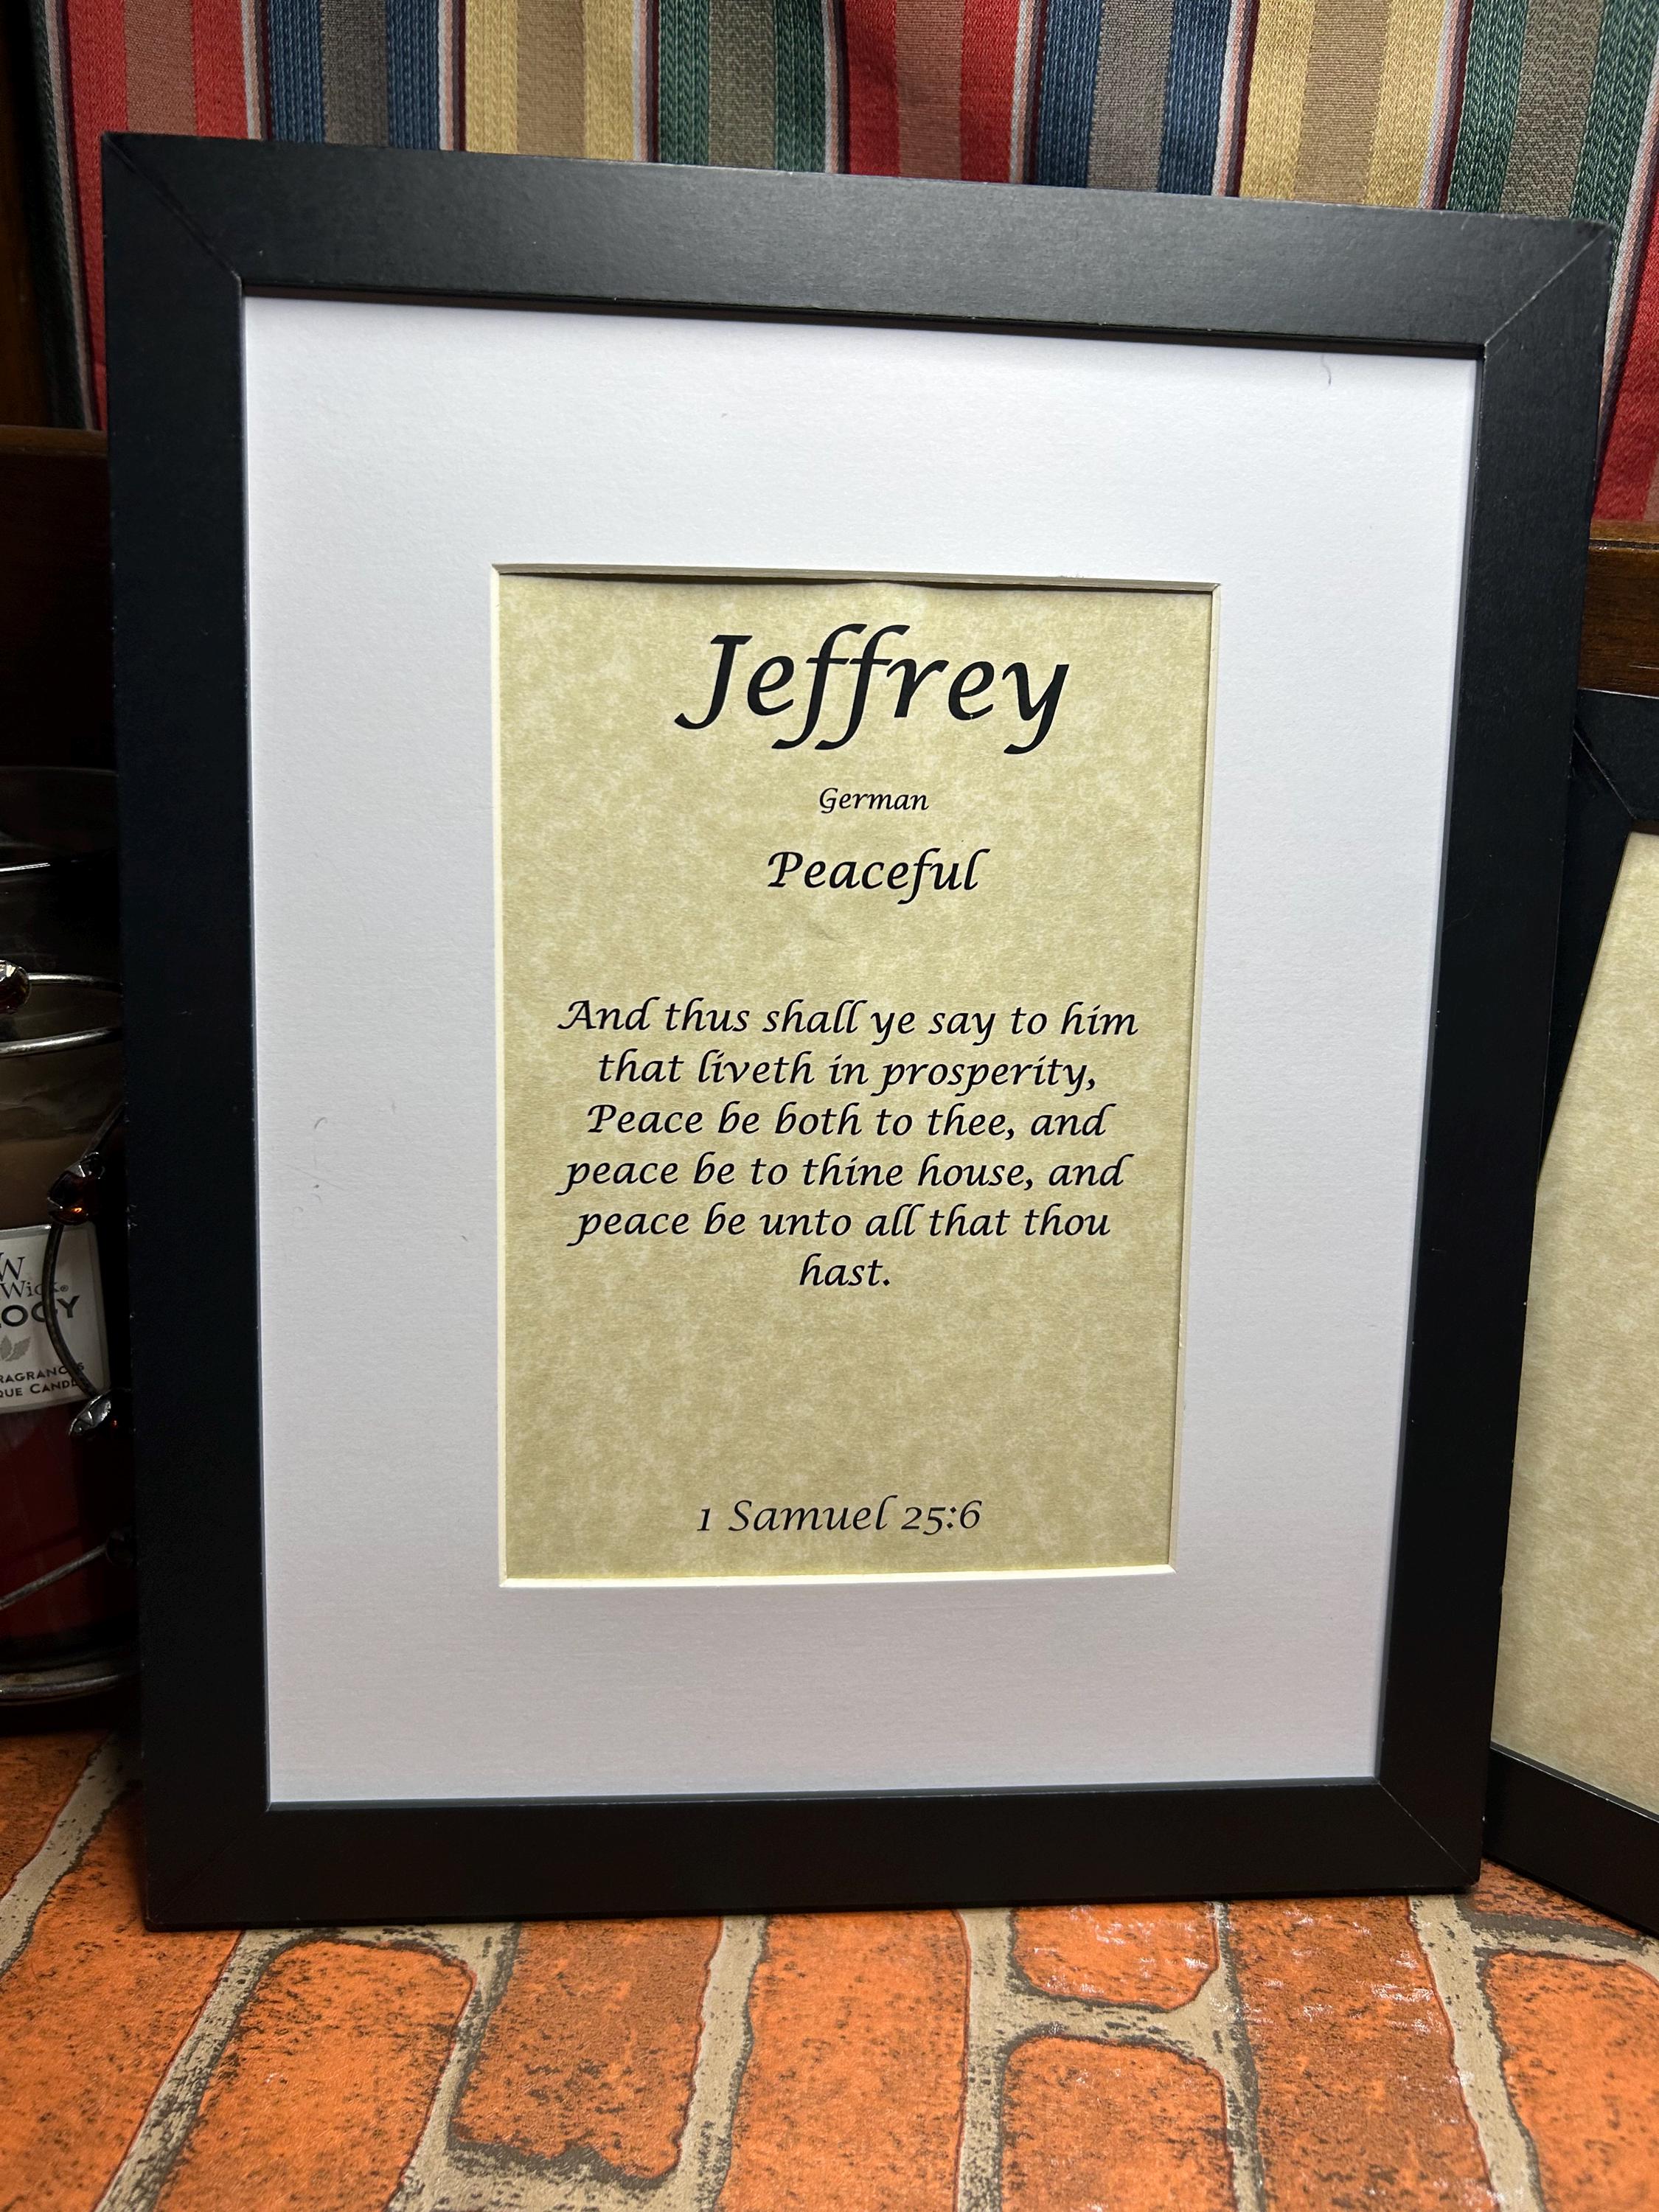 Jeffrey
German
Peaceful
And thus shall ye say to him
that liveth in prosperity,
Peace be both to thee, and
peace be to thine house, and
peace be unto all that thou
hast.
1 Samuel 25:6
W
Wick®